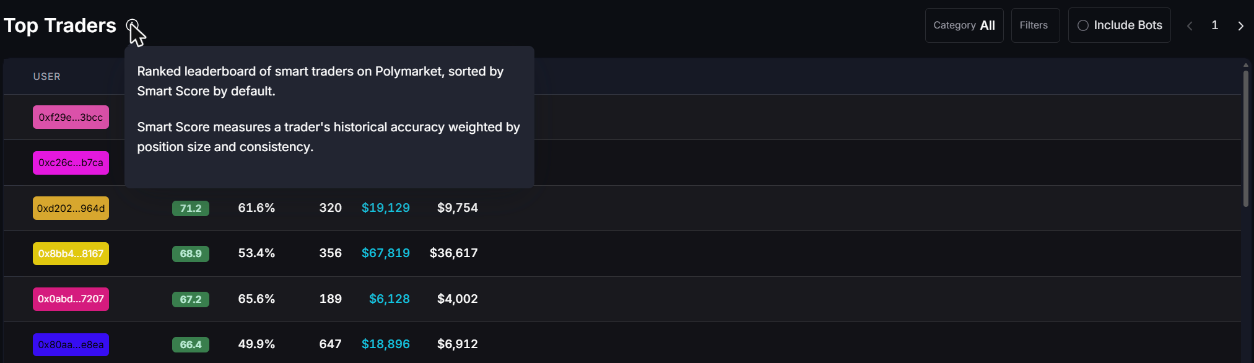 Top Traders
Category All
Filters
Include Bots
1
USER
Ranked leaderboard of smart traders on Polymarket, sorted by
Smart Score by default.
Smart Score measures a trader's historical accuracy weighted by
position size and consistency.
0xf29e...3bcc
0xc26c...b7ca
0xd202...964d 71.2 61.6% 320 $19,129 $9,754
0x8bb4...8167 68.9 53.4% 356 $67,819 $36,617
0x0abd...7207 67.2 65.6% 189 $6,128 $4,002
0x80aa...e8ea 66.4 49.9% 647 $18,896 $6,912